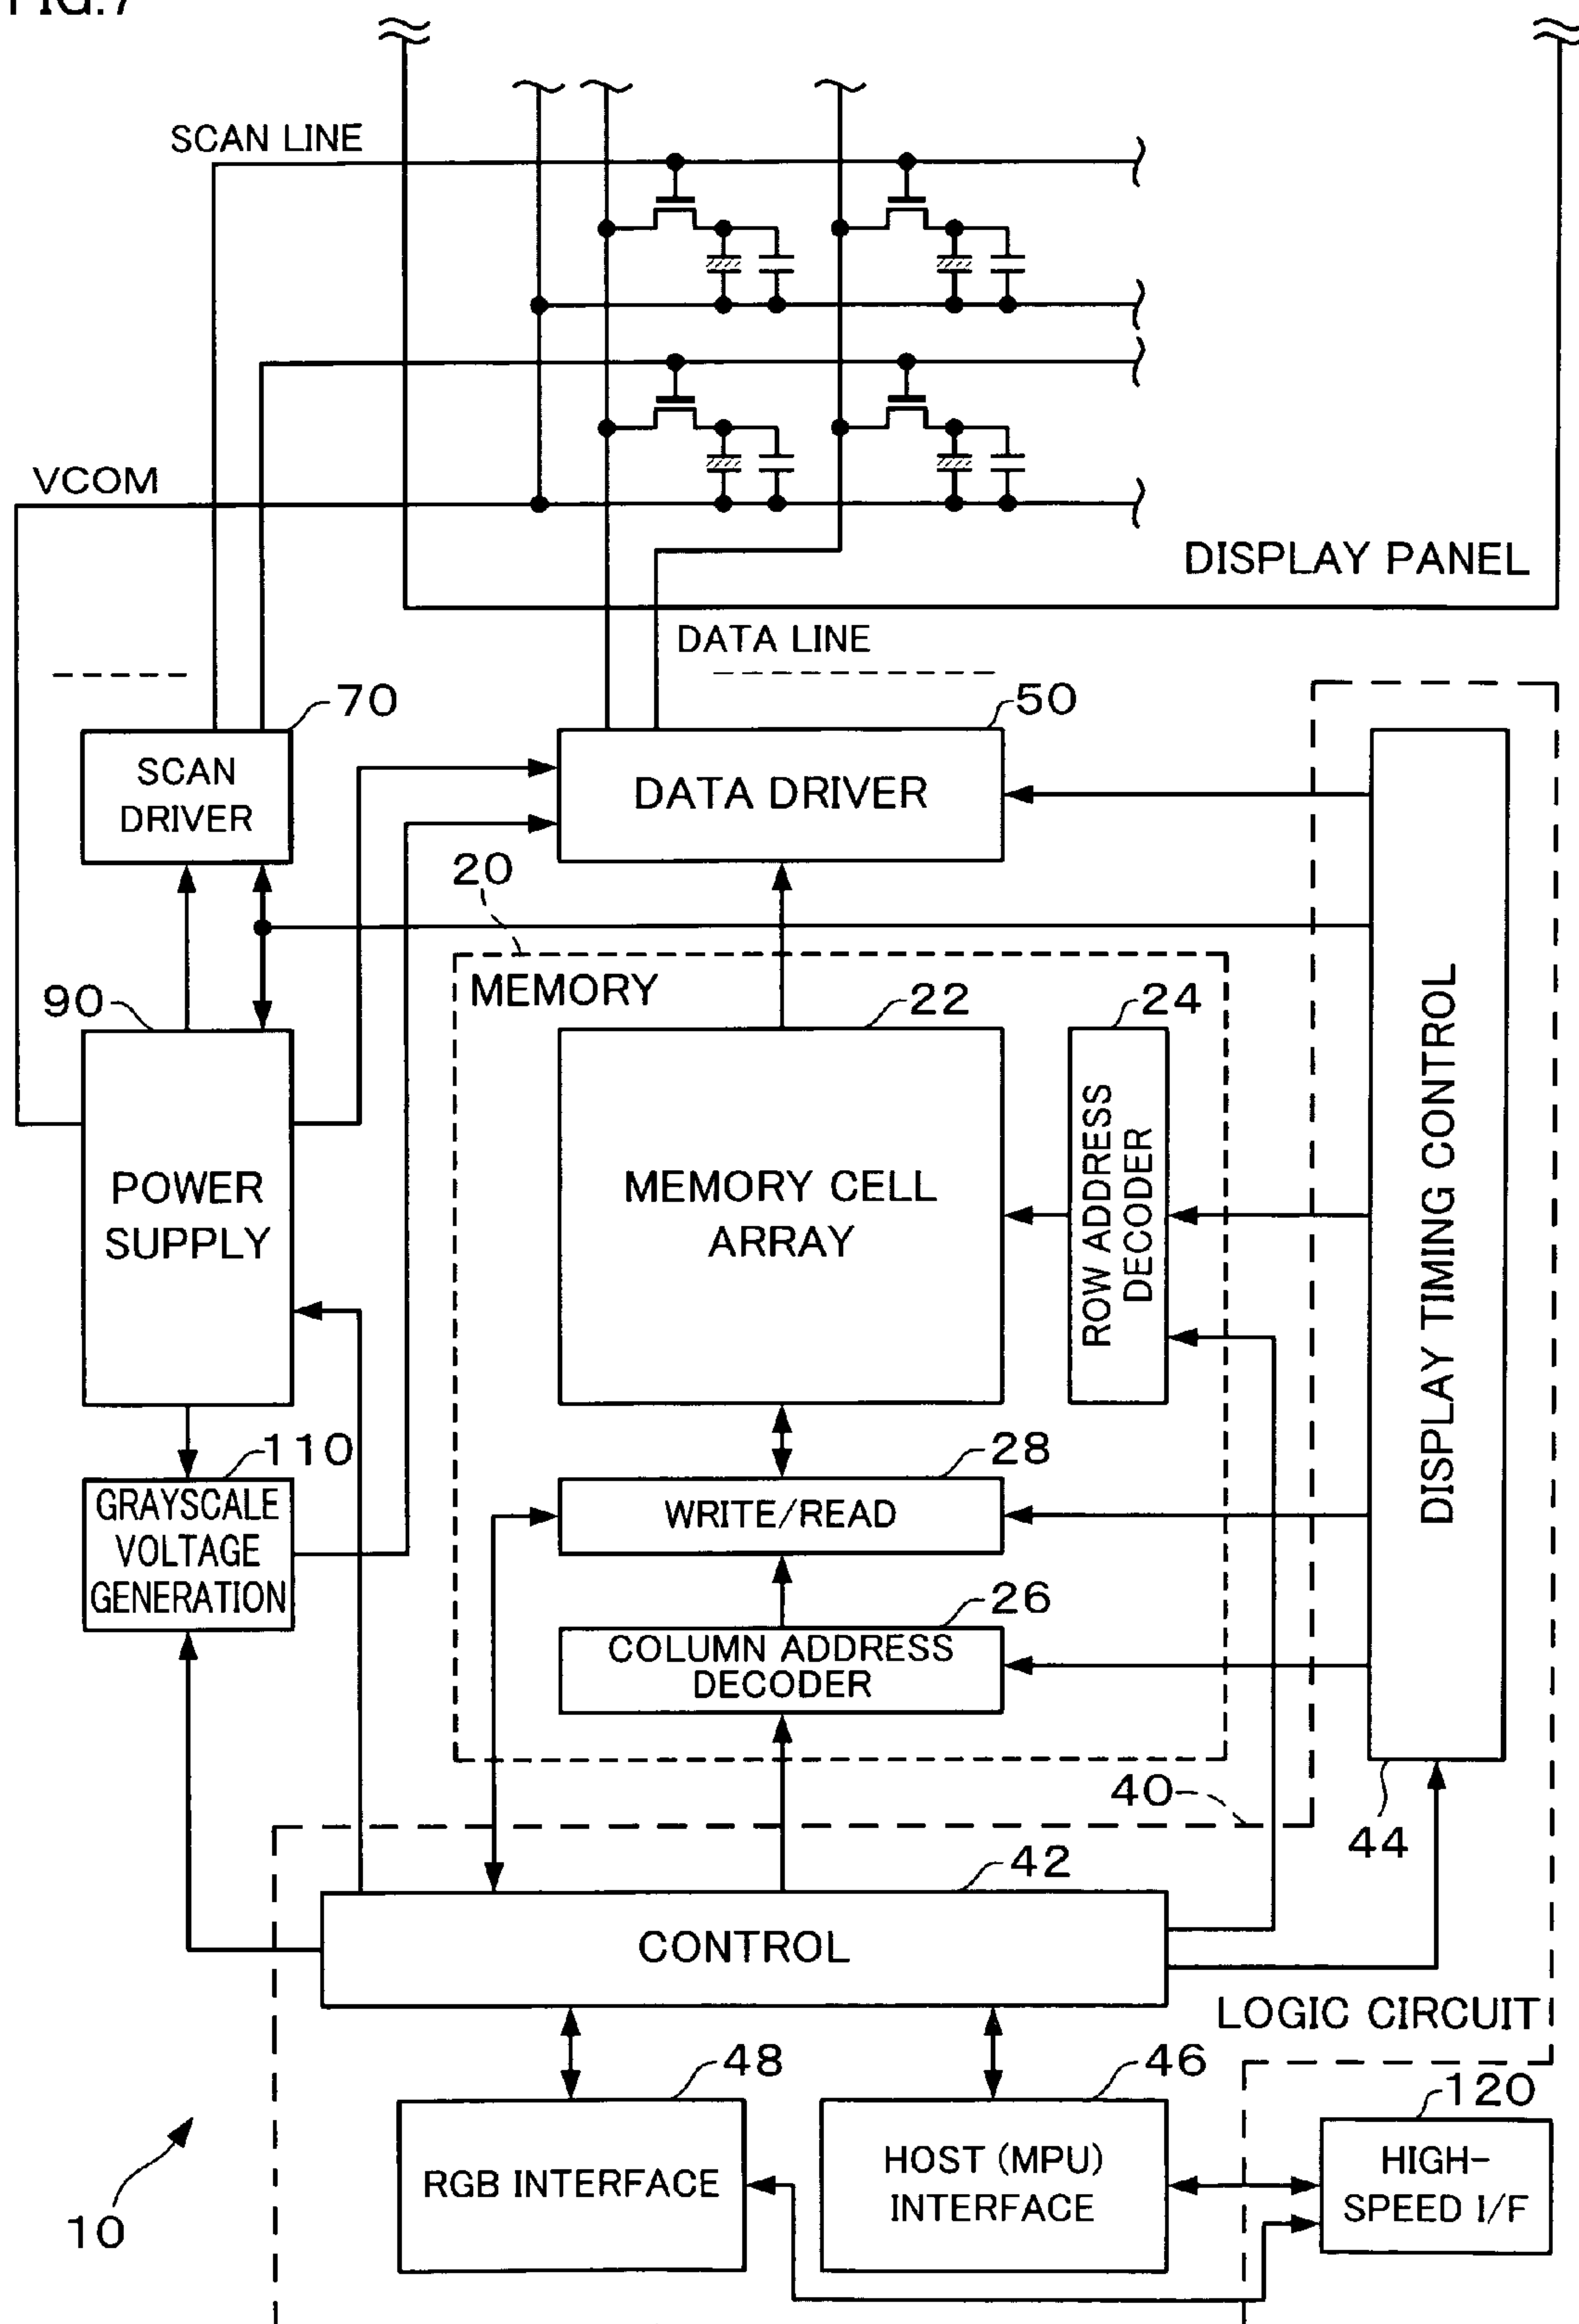 FIG.7
SCAN LINE
VCOM
DISPLAY PANEL
DATA LINE
70
50
SCAN
DRIVER
DATA DRIVER
20
MEMORY
90
22
24
POWER
SUPPLY
MEMORY CELL
ARRAY
ROW ADDRESS
DECODER
DISPLAY TIMING CONTROL
110
28
GRAYSCALE
VOLTAGE
GENERATION
WRITE/READ
26
COLUMN ADDRESS
DECODER
40
44
42
CONTROL
LOGIC CIRCUIT
48
46
120
RGB INTERFACE
HOST (MPU)
INTERFACE
HIGH-
SPEED I/F
10